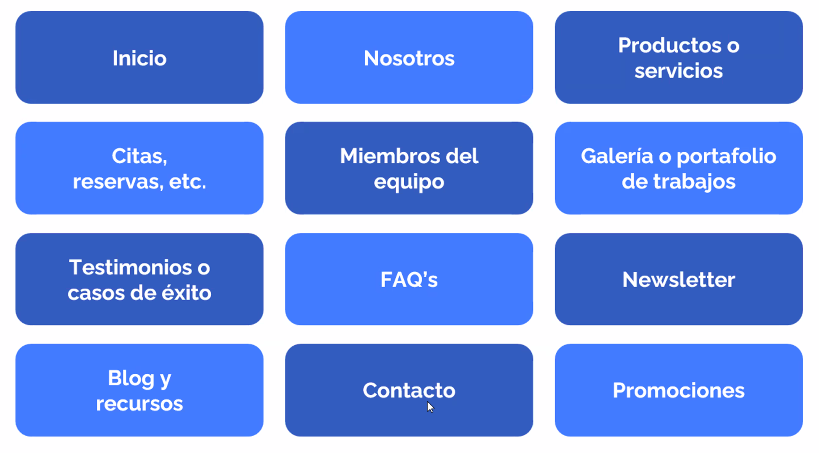 Inicio
Nosotros
Productos o
servicios
Citas,
reservas, etc.
Miembros del
equipo
Galería o portafolio
de trabajos
Testimonios o
casos de éxito
FAQ's
Newsletter
Blog y
recursos
Contacto
Promociones